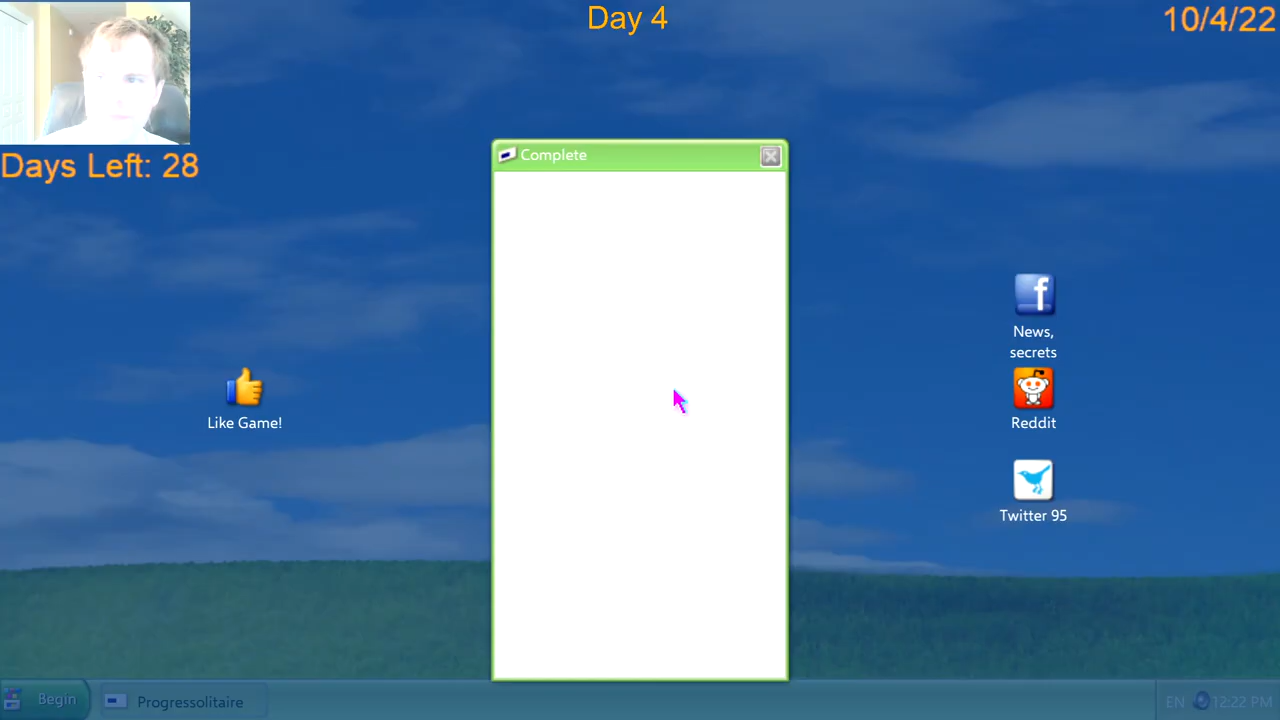 Day 4
10/4/22
Days Left: 28
Complete
News,
secrets
Like Game!
Reddit
Twitter 95
Begin
Progressolitaire
EN
12:22 PM